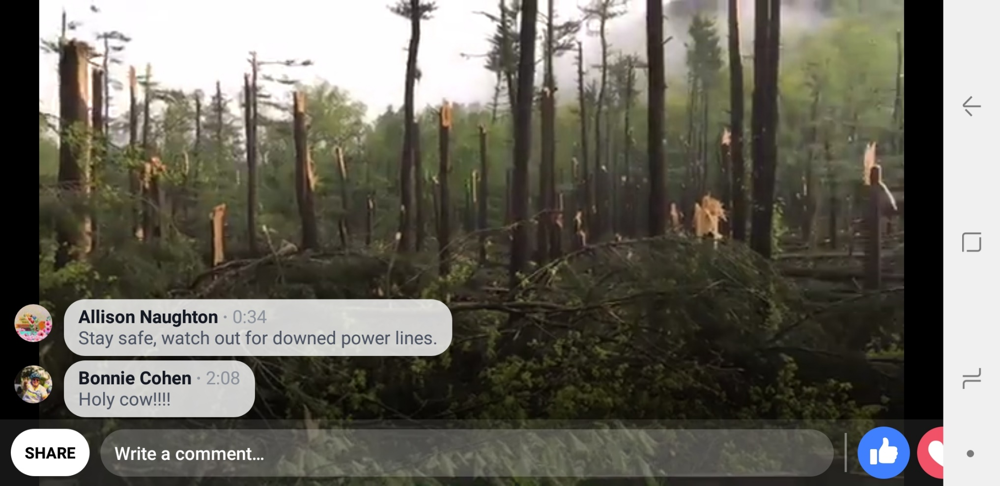 Allison Naughton · 0:34
Stay safe, watch out for downed power lines.
Bonnie Cohen · 2:08
Holy cow!!!!
SHARE
Write a comment...